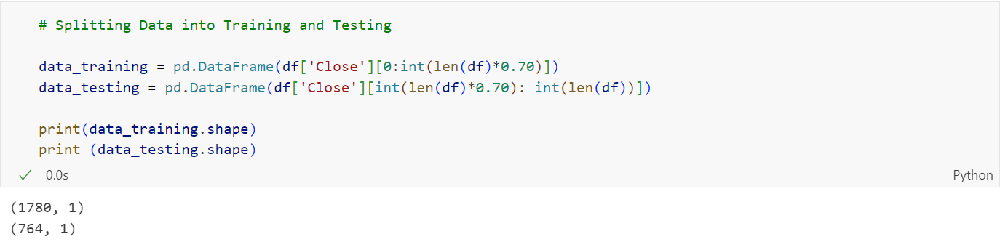 # Splitting Data into Training and Testing
data_training = pd.DataFrame(df['Close'][0:int(len(df)*0.70)])
data_testing = pd.DataFrame(df['Close'][int(len(df)*0.70): int(len(df))])
print(data_training.shape)
print (data_testing.shape)
0.0s
Python
(1780, 1)
(764, 1)